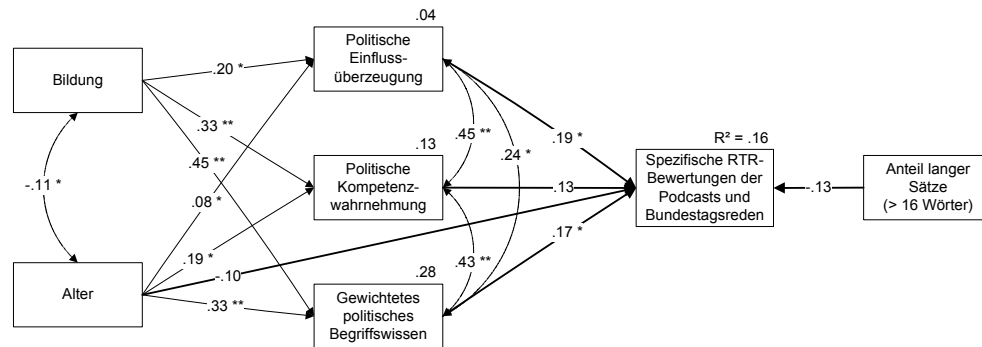 .04
Politische
Einfluss-
überzeugung
Bildung
.20 *
.33 **
.45 **
.08 *
-.11 *
.13
Politische
Kompetenz-
wahrnehmung
.45 **
.24 *
.19 *
.13
R² = .16
Spezifische RTR-
Bewertungen der
Podcasts und
Bundestagsreden
-.13
Anteil langer
Sätze
(> 16 Wörter)
.19 *
-.10
.43 **
.17 *
.28
Alter
.33 **
Gewichtetes
politisches
Begriffswissen